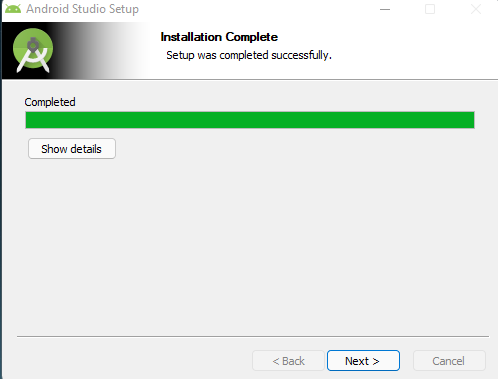 Android Studio Setup
Installation Complete
Setup was completed successfully.
Completed
Show details
< Back
Next >
Cancel